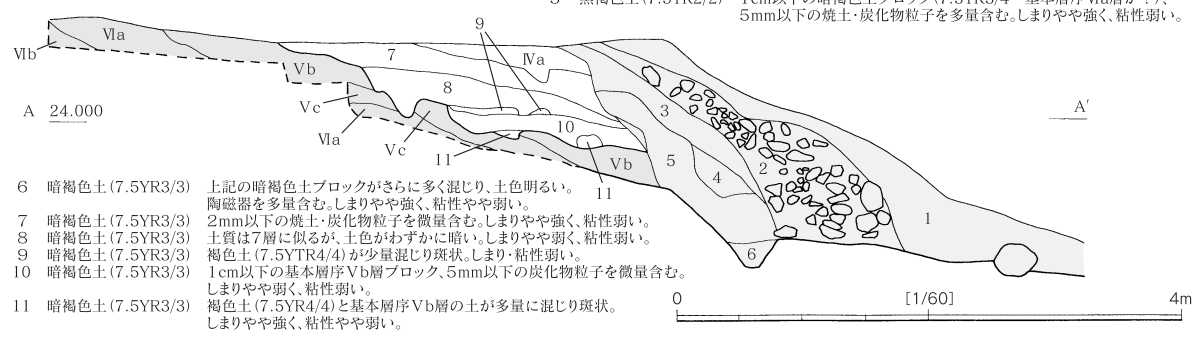 5mm以下の焼土・炭化物粒子を多量含む。しまりやや強く、粘性弱い。
9
Ⅵa
Ⅵb
7
Ⅳa
Ⅴb
8
3
A 24.000
A′
Ⅴc
10
Ⅵa
2
Ⅴc
11
Ⅴb
5
11
4
1
6
6 暗褐色土(7.5YR3/3) 上記の暗褐色土ブロックがさらに多く混じり、土色明るい。
陶磁器を多量含む。しまりやや強く、粘性やや弱い。
7 暗褐色土(7.5YR3/3) 2mm以下の焼土・炭化物粒子を微量含む。しまりやや強く、粘性弱い。
8 暗褐色土(7.5YR3/3) 土質は7層に似るが、土色がわずかに暗い。しまりやや弱く、粘性弱い。
9 暗褐色土(7.5YR3/3) 褐色土(7.5YTR4/4)が少量混じり斑状。しまり・粘性弱い。
10 暗褐色土(7.5YR3/3) 1cm以下の基本層序Ⅴb層ブロック、5mm以下の炭化物粒子を微量含む。
しまりやや弱く、粘性弱い。
11 暗褐色土(7.5YR3/3) 褐色土(7.5YR4/4)と基本層序Ⅴb層の土が多量に混じり斑状。
しまりやや強く、粘性やや弱い。
0 [1/60] 4m